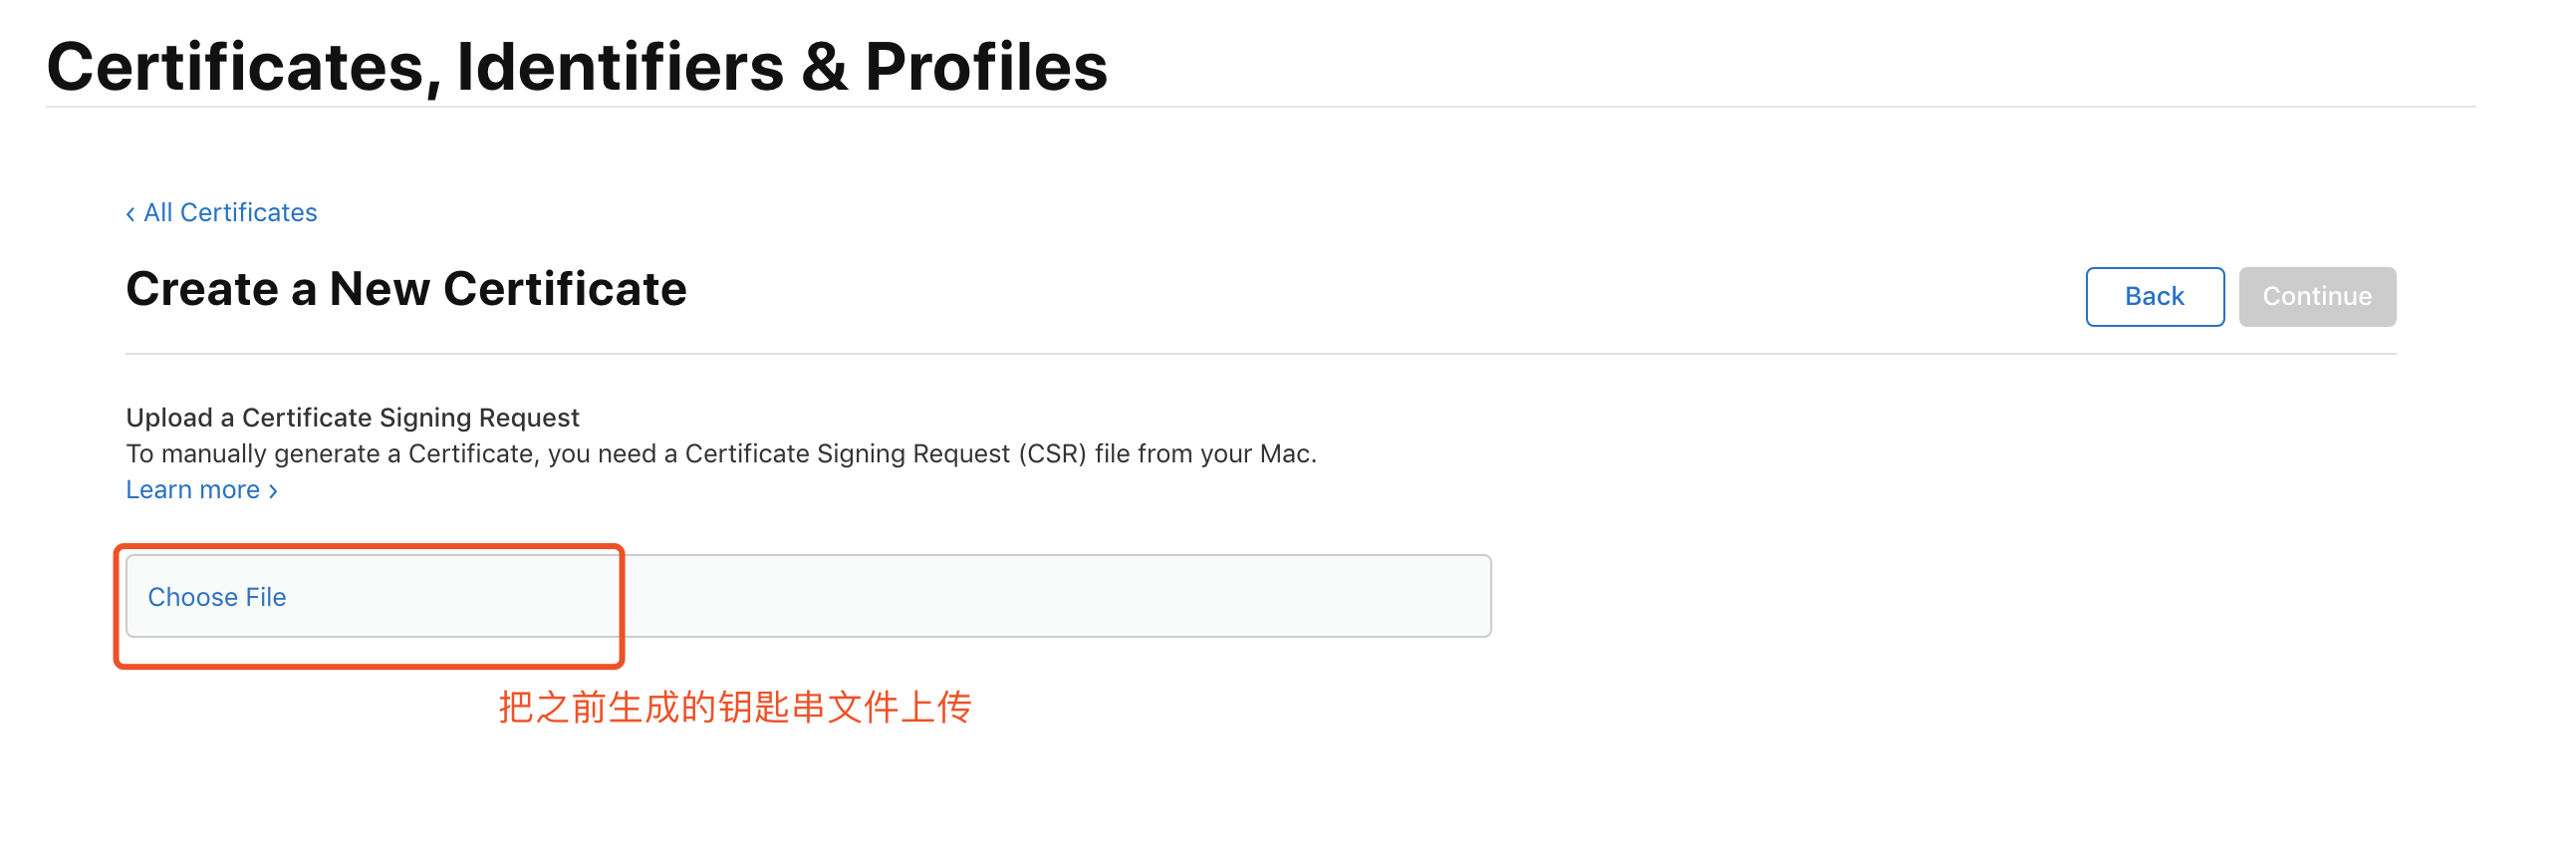 Certificates, Identifiers & Profiles
‹ All Certificates
Create a New Certificate
Back
Continue
Upload a Certificate Signing Request
To manually generate a Certificate, you need a Certificate Signing Request (CSR) file from your Mac.
Learn more ›
Choose File
把之前生成的钥匙串文件上传